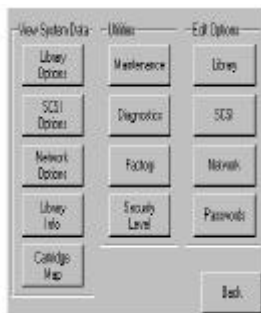 View System Data
Utilities
Edit Options
Library
Options
Maintenance
Library
SCSI
Options
Diagnostics
SCSI
Network
Options
Factory
Network
Library
Info
Security
Level
Passwords
Cartridge
Map
Back